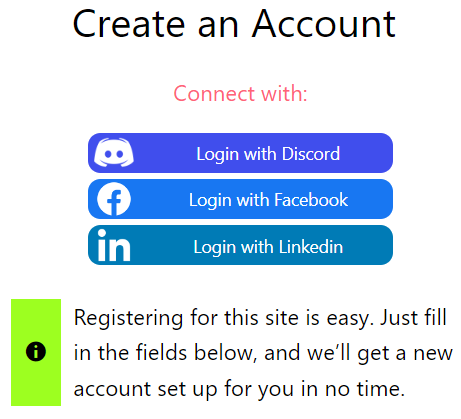 Create an Account
Connect with:
Login with Discord
Login with Facebook
in Login with Linkedin
Registering for this site is easy. Just fill
in the fields below, and we’ll get a new
account set up for you in no time.